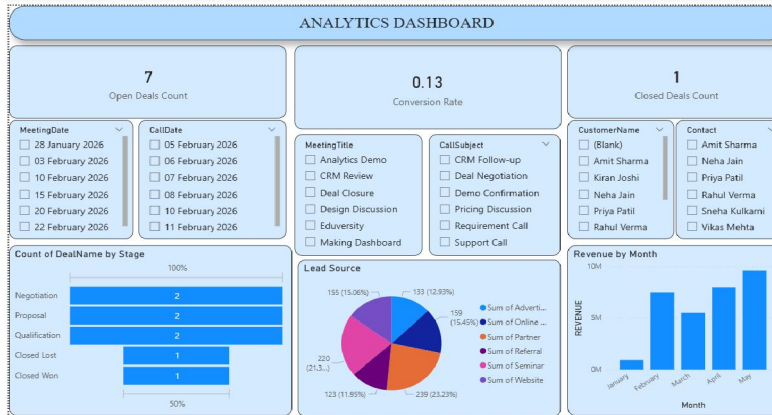 ANALYTICS DASHBOARD
7
Open Deals Count
0.13
Conversion Rate
1
Closed Deals Count
MeetingDate
28 January 2026
03 February 2026
10 February 2026
15 February 2026
20 February 2026
22 February 2026
CallDate
05 February 2026
06 February 2026
07 February 2026
08 February 2026
10 February 2026
11 February 2026
MeetingTitle
Analytics Demo
CRM Review
Deal Closure
Design Discussion
Eduversity
Making Dashboard
CallSubject
CRM Follow-up
Deal Negotiation
Demo Confirmation
Pricing Discussion
Requirement Call
Support Call
CustomerName
(Blank)
Amit Sharma
Kiran Joshi
Neha Jain
Priya Patil
Rahul Verma
Contact
Amit Sharma
Neha Jain
Priya Patil
Rahul Verma
Sneha Kulkarni
Vikas Mehta
Count of DealName by Stage
100%
Negotiation 2
Proposal 2
Qualification 2
Closed Lost 1
Closed Won 1
50%
Lead Source
155 (15.06%)
133 (12.93%)
159
(15.45%)
220
(21.3...)
123 (11.95%)
239 (23.23%)
Sum of Adverti...
Sum of Online ...
Sum of Partner
Sum of Referral
Sum of Seminar
Sum of Website
Revenue by Month
10M
5M
0M
REVENUE
January
February
March
April
May
Month